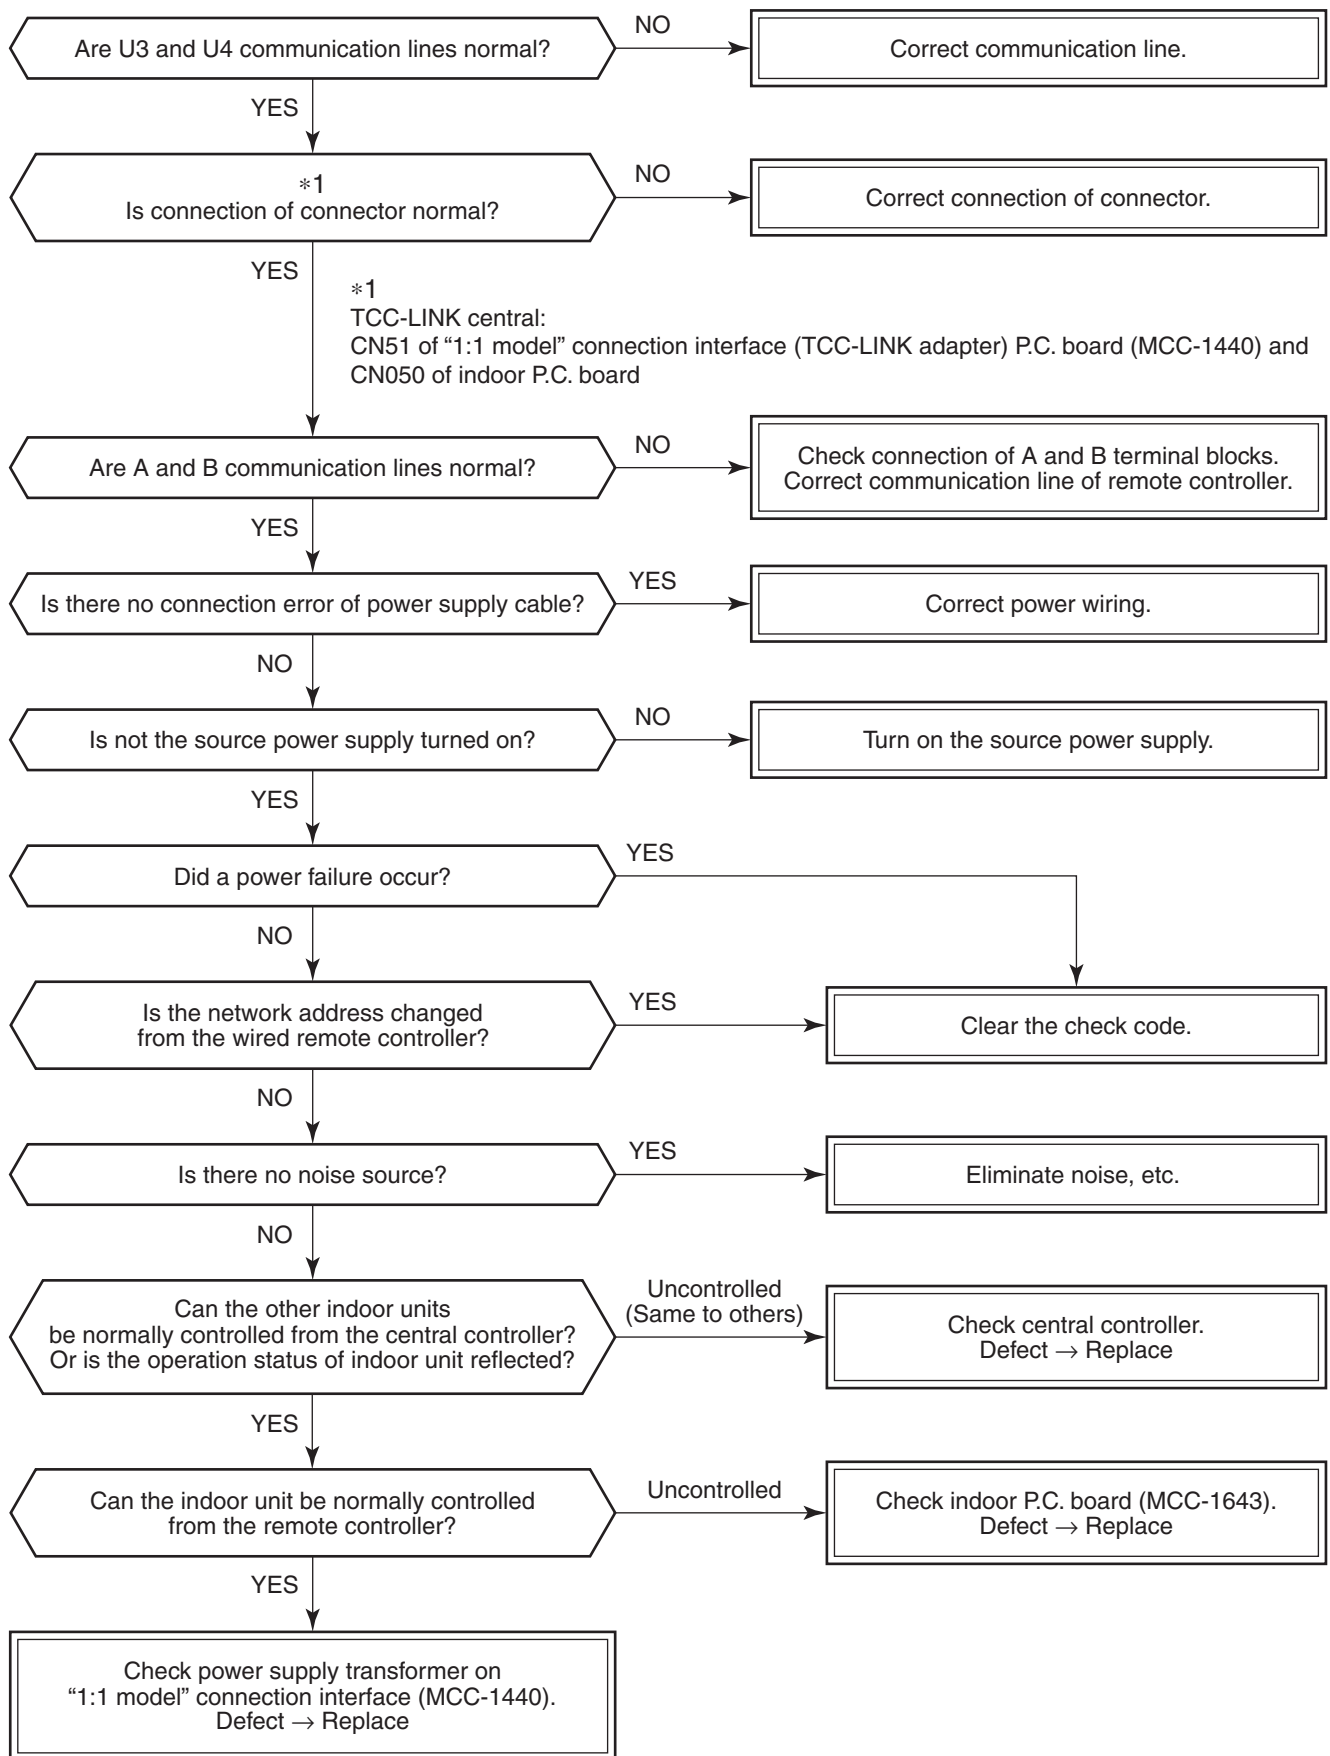 Are U3 and U4 communication lines normal?
NO
Correct communication line.
YES
*1
Is connection of connector normal?
NO
Correct connection of connector.
YES
*1
TCC-LINK central:
CN51 of “1:1 model” connection interface (TCC-LINK adapter) P.C. board (MCC-1440) and
CN050 of indoor P.C. board
Are A and B communication lines normal?
NO
Check connection of A and B terminal blocks.
Correct communication line of remote controller.
YES
Is there no connection error of power supply cable?
YES
Correct power wiring.
NO
Is not the source power supply turned on?
NO
Turn on the source power supply.
YES
Did a power failure occur?
YES
NO
Is the network address changed
from the wired remote controller?
YES
Clear the check code.
NO
Is there no noise source?
YES
Eliminate noise, etc.
NO
Can the other indoor units
be normally controlled from the central controller?
Or is the operation status of indoor unit reflected?
Uncontrolled
(Same to others)
Check central controller.
Defect → Replace
YES
Can the indoor unit be normally controlled
from the remote controller?
Uncontrolled
Check indoor P.C. board (MCC-1643).
Defect → Replace
YES
Check power supply transformer on
“1:1 model” connection interface (MCC-1440).
Defect → Replace